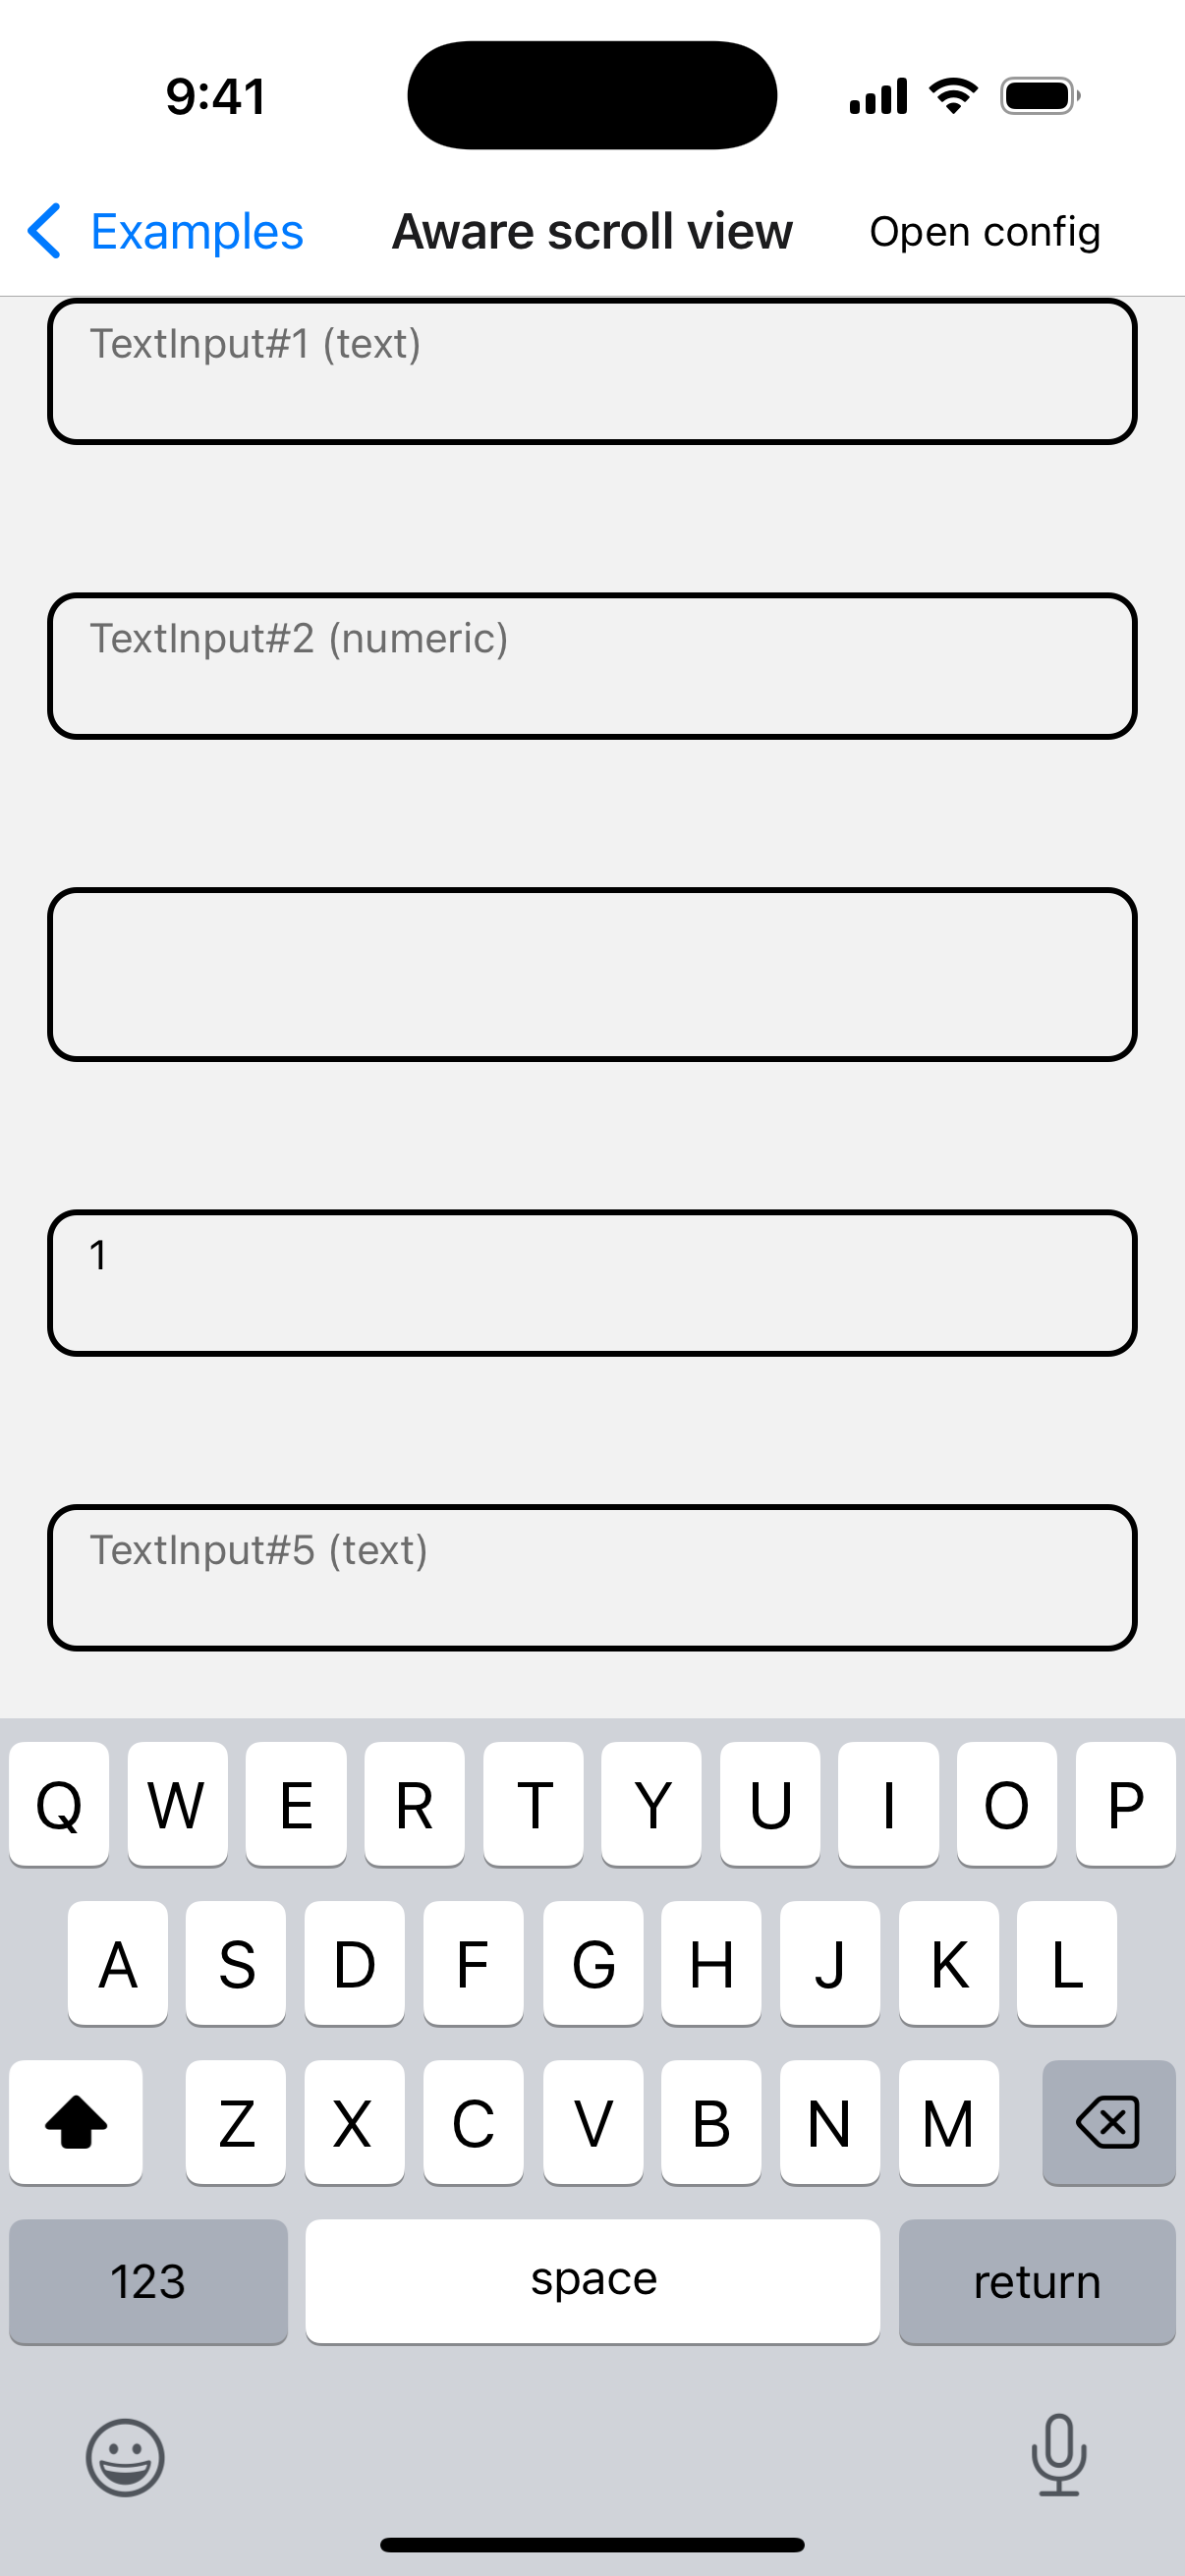 9:41
Examples
Aware scroll view
Open config
TextInput#1 (text)
TextInput#2 (numeric)
1
TextInput#5 (text)
Q W E R T Y U I O P
A S D F G H J K L
Z X C V B N M
123 space return